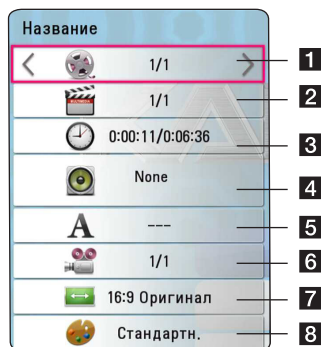 Название
1/1
1
1/1
2
0:00:11/0:06:36
3
None
4
A
---
5
1/1
6
16:9 Оригинал
7
Стандартн.
8